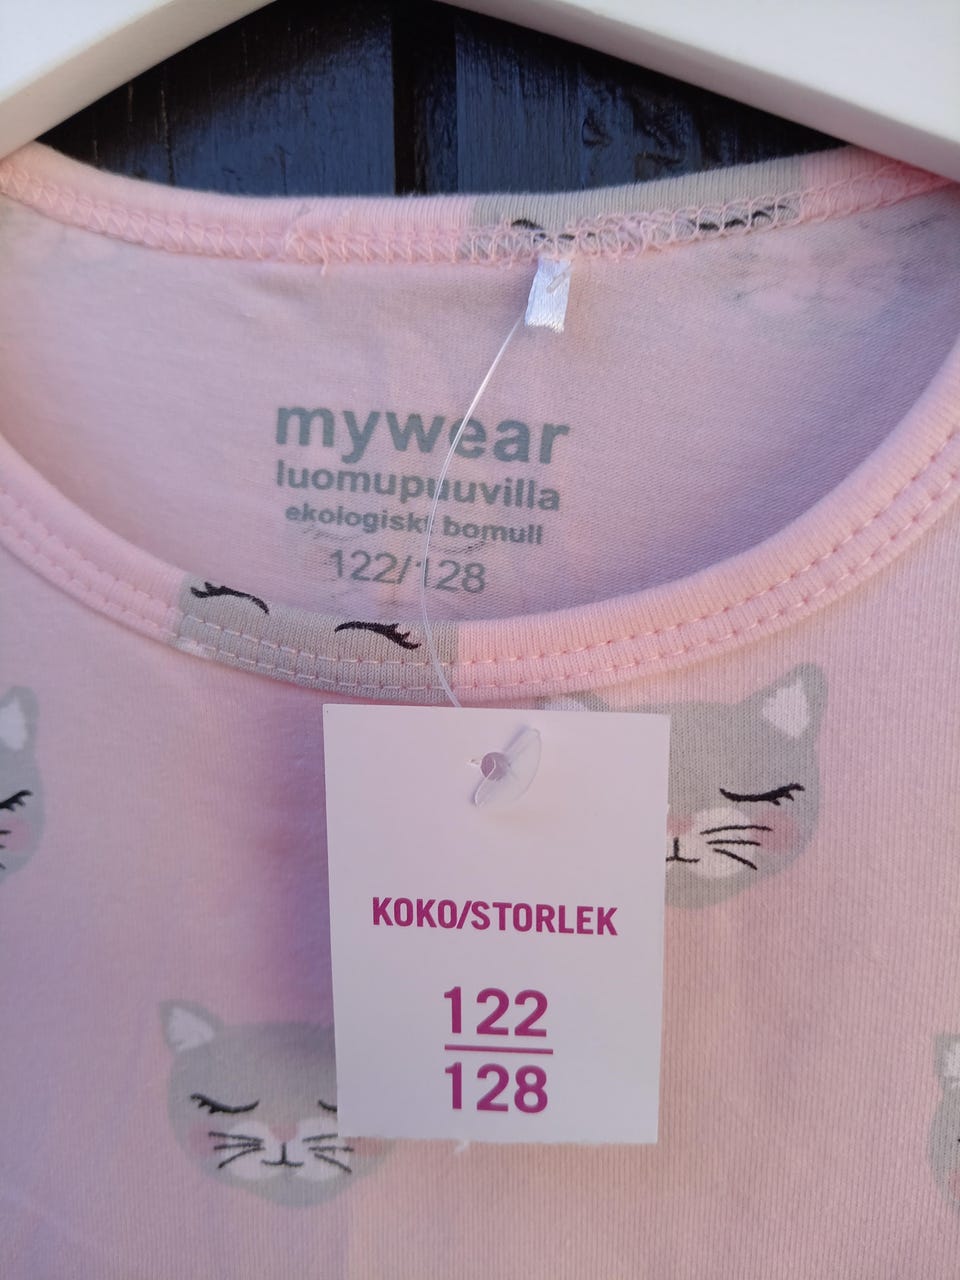 mywear
luomupuuvilla
ekologiskt bomull
122/128
KOKO/STORLEK
122
128